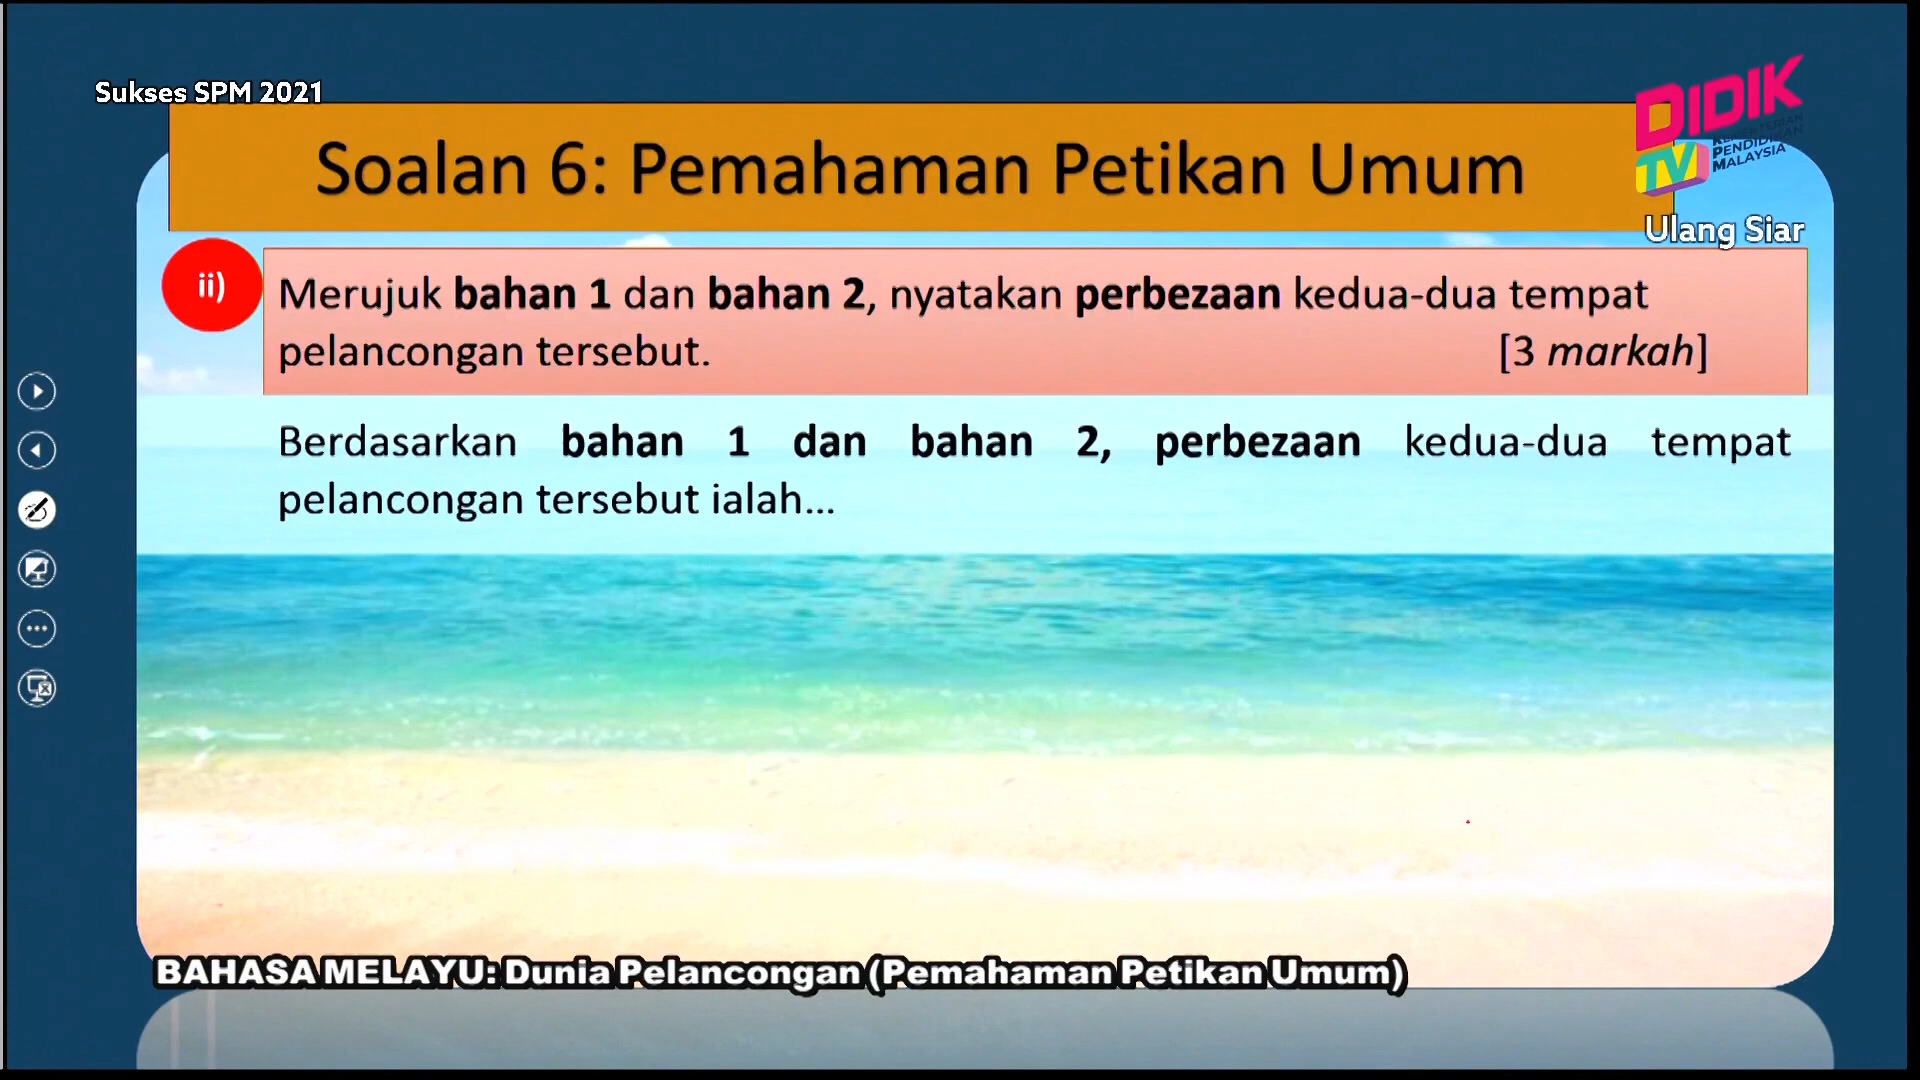 Sukses SPM 2021
DIDIK
TV
KEMENTERIAN
PENDIDIKAN
MALAYSIA
Soalan 6: Pemahaman Petikan Umum
Ulang Siar
ii)
Merujuk bahan 1 dan bahan 2, nyatakan perbezaan kedua-dua tempat
pelancongan tersebut. [3 markah]
Berdasarkan bahan 1 dan bahan 2, perbezaan kedua-dua tempat
pelancongan tersebut ialah...
BAHASA MELAYU: Dunia Pelancongan (Pemahaman Petikan Umum)